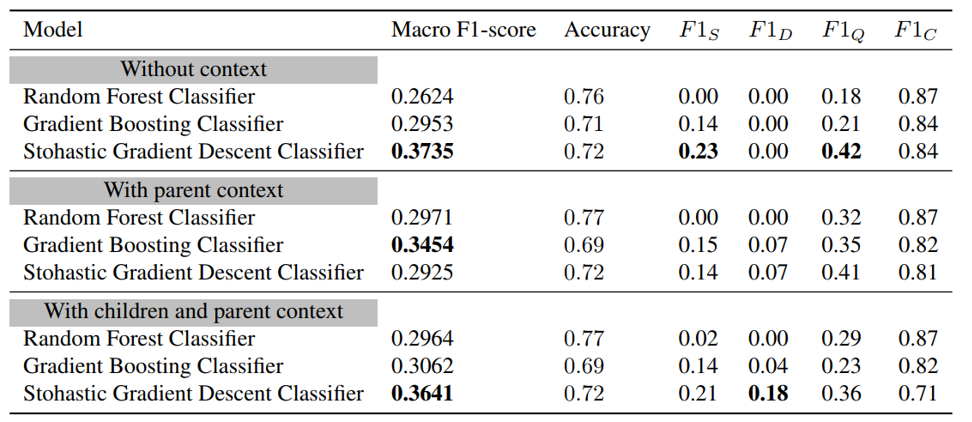 Model Macro F1-score Accuracy F1_S F1_D F1_Q F1_C
Without context
Random Forest Classifier 0.2624 0.76 0.00 0.00 0.18 0.87
Gradient Boosting Classifier 0.2953 0.71 0.14 0.00 0.21 0.84
Stohastic Gradient Descent Classifier 0.3735 0.72 0.23 0.00 0.42 0.84
With parent context
Random Forest Classifier 0.2971 0.77 0.00 0.00 0.32 0.87
Gradient Boosting Classifier 0.3454 0.69 0.15 0.07 0.35 0.82
Stohastic Gradient Descent Classifier 0.2925 0.72 0.14 0.07 0.41 0.81
With children and parent context
Random Forest Classifier 0.2964 0.77 0.02 0.00 0.29 0.87
Gradient Boosting Classifier 0.3062 0.69 0.14 0.04 0.23 0.82
Stohastic Gradient Descent Classifier 0.3641 0.72 0.21 0.18 0.36 0.71